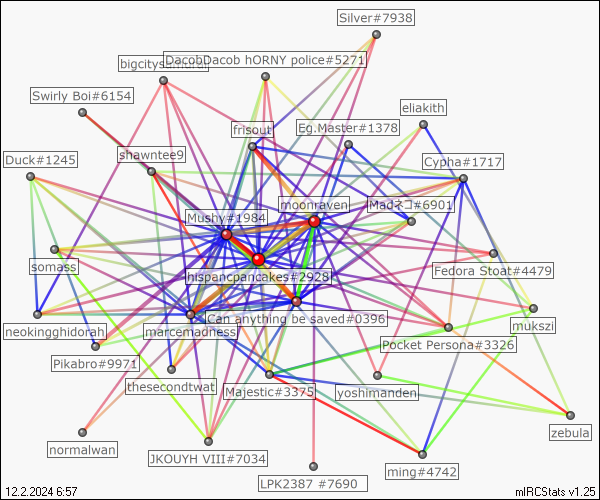 Silver#7938
DacobDacob hORNY police#5271
bigcitysamurai
Swirly Boi#6154
eliakith
frisout
Eg.Master#1378
Duck#1245
shawntee9
Cypha#1717
moonraven
Madネコ#6901
Mushy#1984
somass
hispancpancakes#2928
Fedora Stoat#4479
Can anything be saved#0396
neokingghidorah
marcemadness
mukszi
Pocket Persona#3326
Pikabro#9971
thesecondtwat
Majestic#3375
yoshimanden
zebula
normalwan
JKOUYH VIII#7034
LPK2387 #7690
ming#4742
12.2.2024 6:57
mIRCStats v1.25